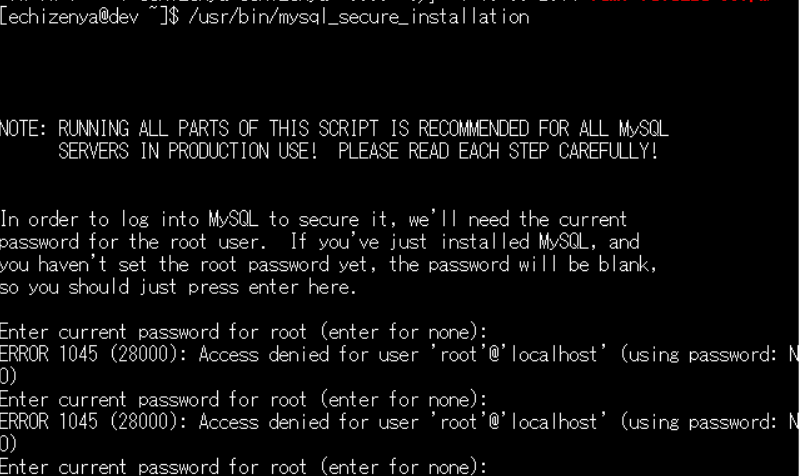 [echizenya@dev ~]$ /usr/bin/mysql_secure_installation
NOTE: RUNNING ALL PARTS OF THIS SCRIPT IS RECOMMENDED FOR ALL MySQL
SERVERS IN PRODUCTION USE!  PLEASE READ EACH STEP CAREFULLY!
In order to log into MySQL to secure it, we'll need the current
password for the root user.  If you've just installed MySQL, and
you haven't set the root password yet, the password will be blank,
so you should just press enter here.
Enter current password for root (enter for none):
ERROR 1045 (28000): Access denied for user 'root'@'localhost' (using password: N
O)
Enter current password for root (enter for none):
ERROR 1045 (28000): Access denied for user 'root'@'localhost' (using password: N
O)
Enter current password for root (enter for none):